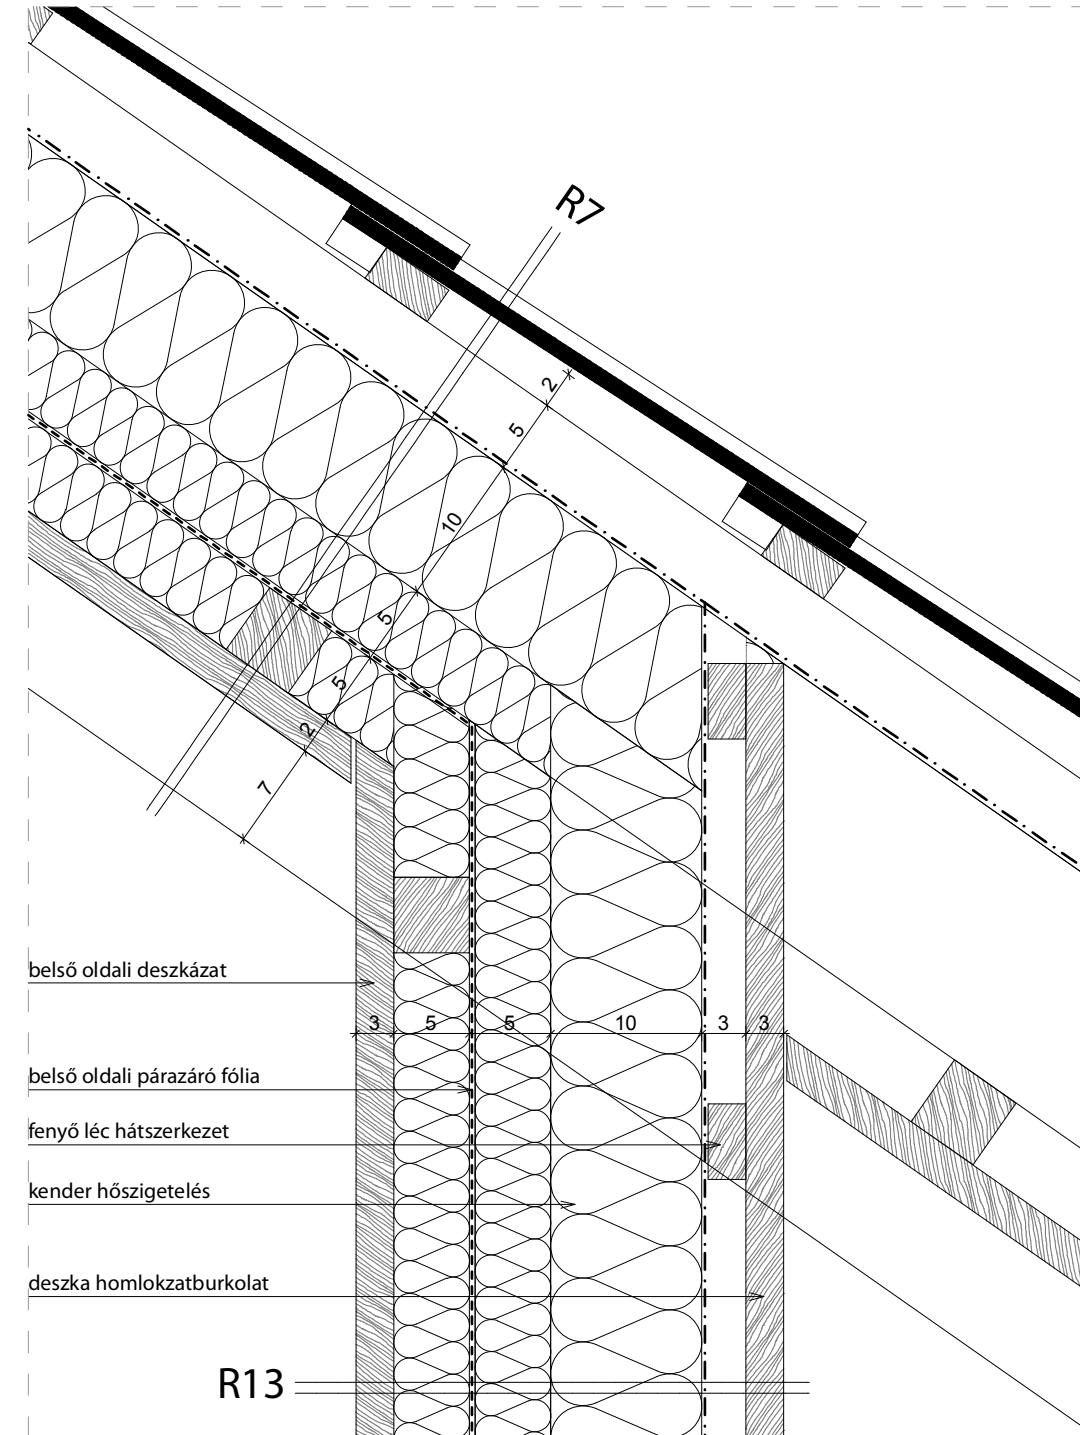 R7
2
5
10
5
5
2
7
belső oldali deszkázat
3 5 5 10 3 3
belső oldali párazáró fólia
fenyő léc hátszerkezet
kender hőszigetelés
deszka homlokzatburkolat
R13